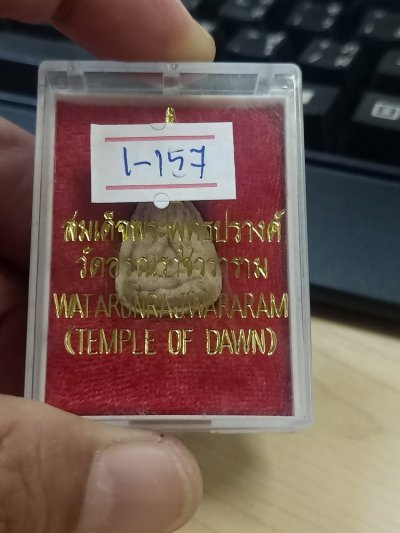 1-157
สมเด็จพระพุทธปรางค์
วัดอรุณราชวราราม
WATARUNRAJWARARAM
(TEMPLE OF DAWN)